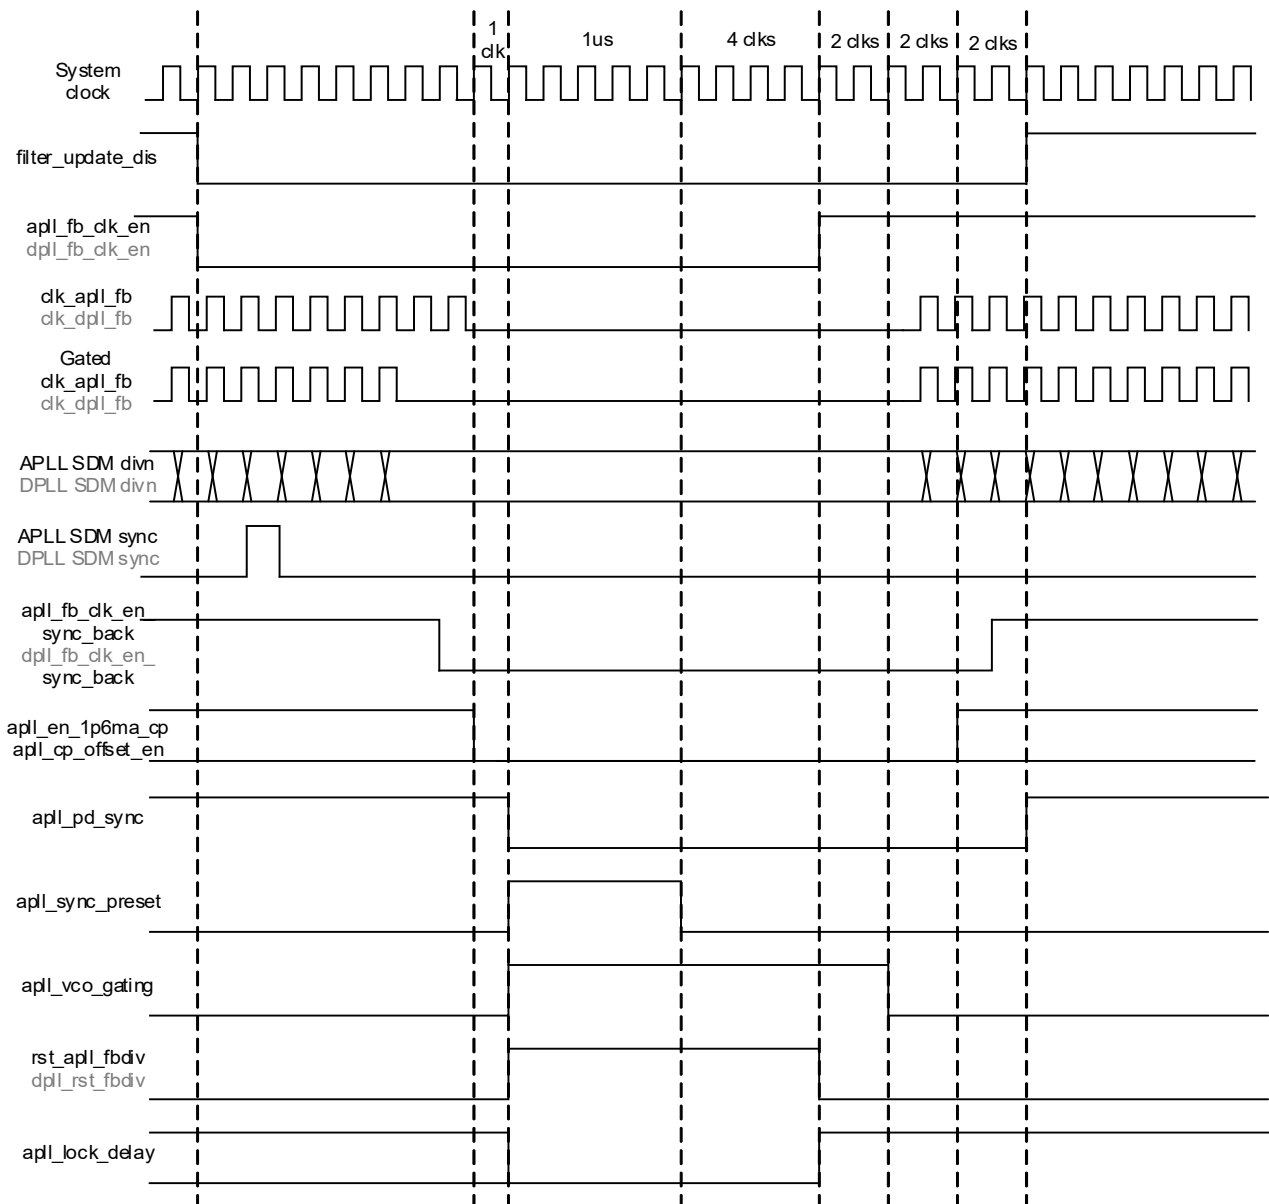 1
clk
1us
4 clks
2 clks
2 clks
2 clks
System
clock
filter_update_dis
apll_fb_clk_en
dpll_fb_clk_en
clk_apll_fb
clk_dpll_fb
Gated
clk_apll_fb
clk_dpll_fb
APLL SDM divn
DPLL SDM divn
APLL SDM sync
DPLL SDM sync
apll_fb_clk_en_
sync_back
dpll_fb_clk_en_
sync_back
apll_en_1p6ma_cp
apll_cp_offset_en
apll_pd_sync
apll_sync_preset
apll_vco_gating
rst_apll_fbdiv
dpll_rst_fbdiv
apll_lock_delay